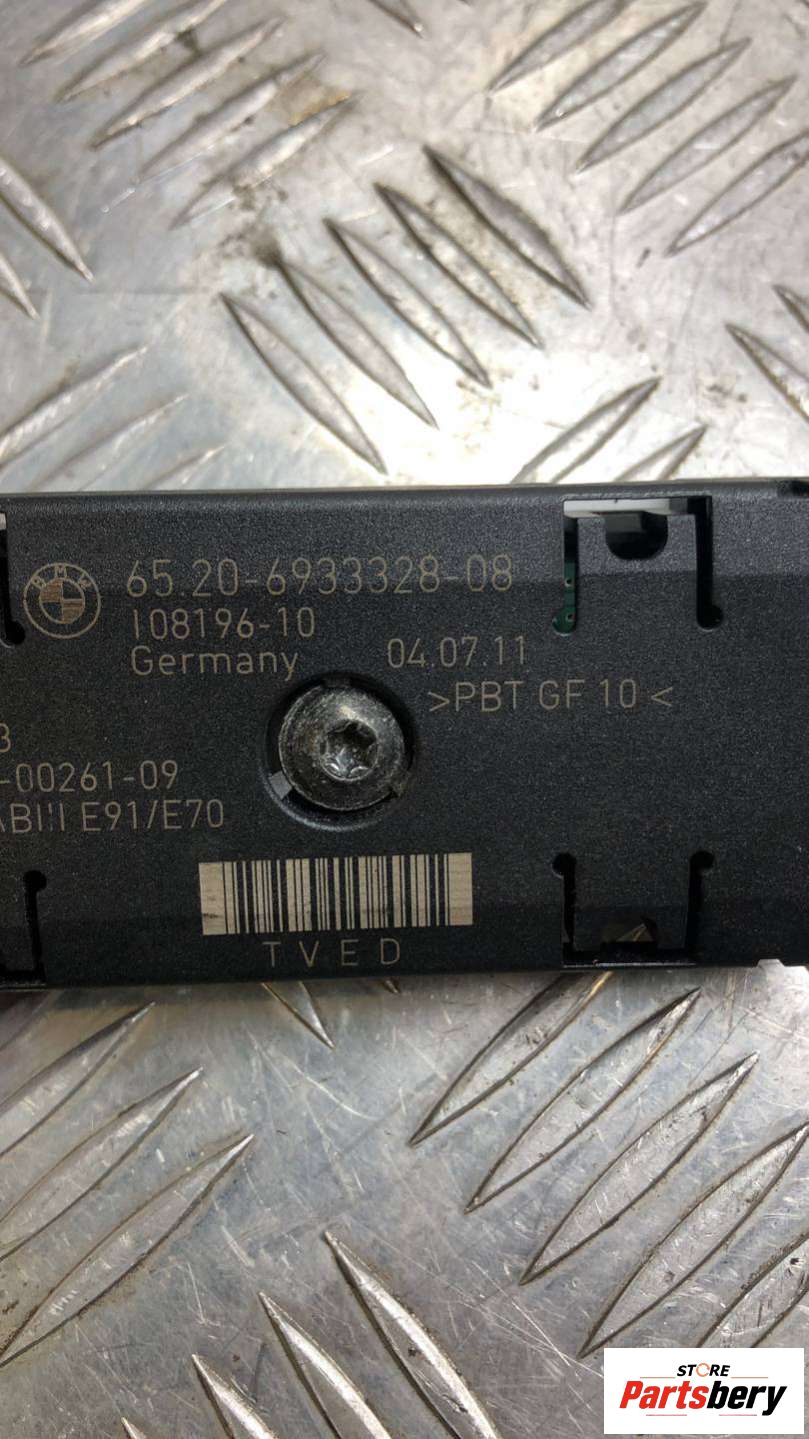 BMW
65.20-6933328-08
108196-10
Germany 04.07.11
>PBT GF 10<
3
-00261-09
E91/E70
TVED
STORE
Partsbery